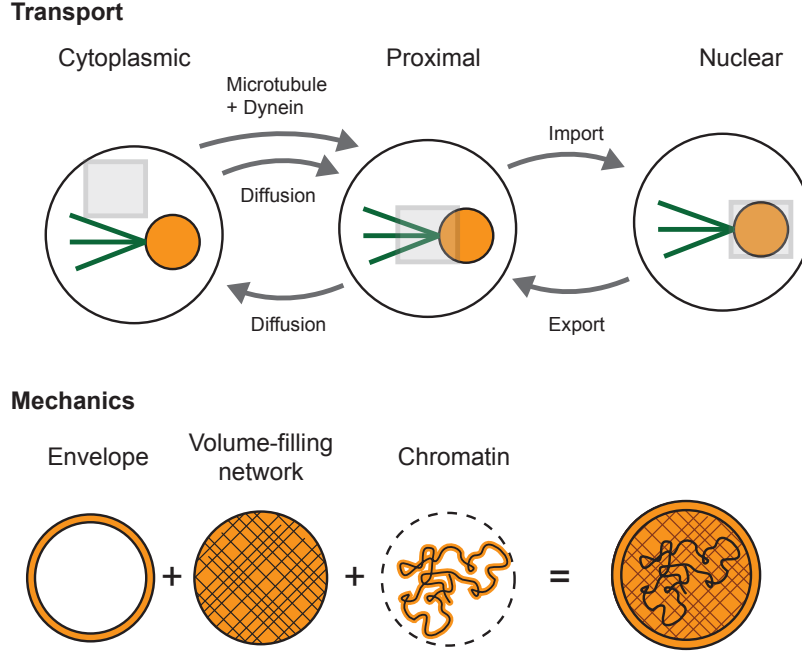 Transport
Cytoplasmic
Proximal
Nuclear
Microtubule
+ Dynein
Import
Diffusion
Diffusion
Export
Mechanics
Envelope
Volume-filling
network
Chromatin
+ + =